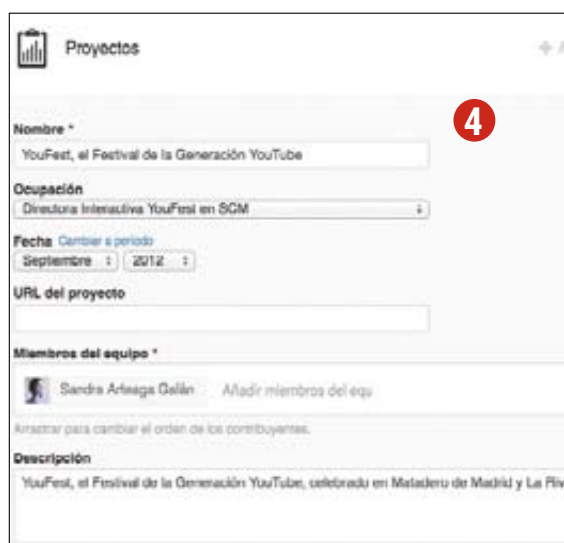 Proyectos
4
Nombre *
YouFest, el Festival de la Generación YouTube
Ocupación
Directora Interactiva YouFest en SCM
Fecha Cambiar a periodo
Septiembre 2012
URL del proyecto
Miembros del equipo *
Sandra Arteaga Galán Añadir miembros del equ
Arrastrar para cambiar el orden de los contribuyentes.
Descripción
YouFest, el Festival de la Generación YouTube, celebrado en Matadero de Madrid y La Riv